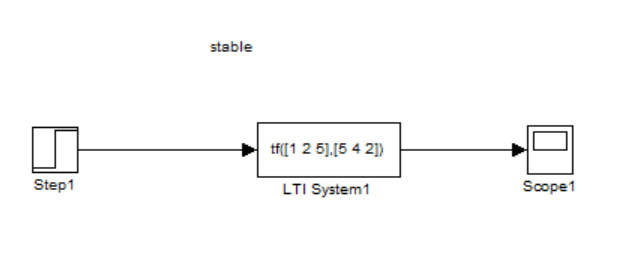 stable
tf([1 2 5],[5 4 2])
Step1
LTI System1
Scope1